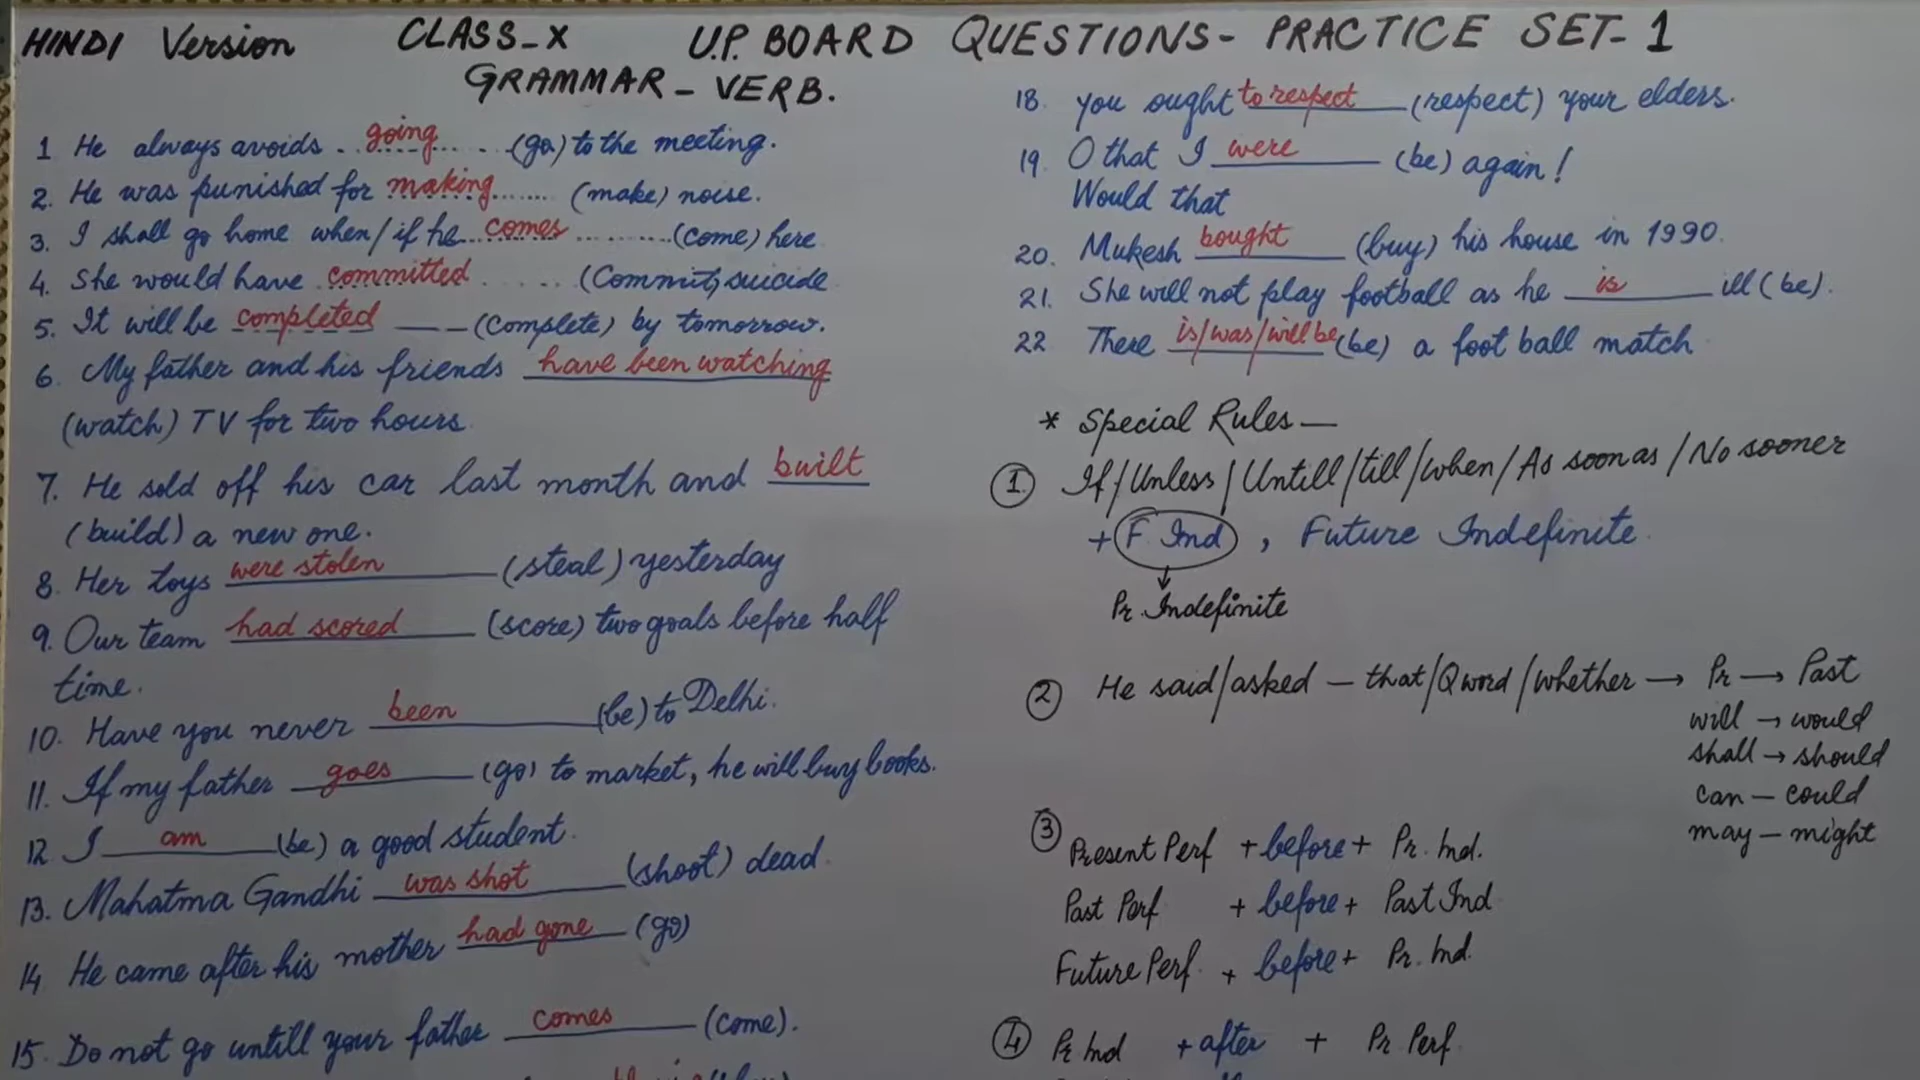 HINDI Version CLASS-X U.P. BOARD QUESTIONS- PRACTICE SET-1
GRAMMAR - VERB.
1 He always avoids going (go) to the meeting.
2. He was punished for making (make) noise.
3. I shall go home when/if he comes (come) here
4. She would have committed (Commit) suicide
5. It will be completed (Complete) by tomorrow.
6. My father and his friends have been watching
(watch) TV for two hours.
7. He sold off his car last month and built
(build) a new one.
8. Her toys were stolen (steal) yesterday
9. Our team had scored (score) two goals before half
time.
10. Have you never been (be) to Delhi.
11. If my father goes (go) to market, he will buy books.
12 I am (be) a good student.
13. Mahatma Gandhi was shot (shoot) dead
14 He came after his mother had gone (go)
15. Do not go untill your father comes (come).
18. you ought to respect (respect) your elders.
19. O that I were (be) again!
Would that
20. Mukesh bought (buy) his house in 1990.
21. She will not play football as he is ill (be).
22 There is/was/will be (be) a foot ball match
* Special Rules —
1. If/Unless/Untill/till/when/As soon as/No sooner
+ F Ind, Future Indefinite.
↓
Pr. Indefinite
2 He said/asked — that/Q word/whether → Pr → Past
will → would
shall → should
can — could
may — might
3 Present Perf + before + Pr. Ind.
Past Perf + before + Past Ind
Future Perf + before + Pr. Ind.
4 Pr Ind + after + Pr Perf